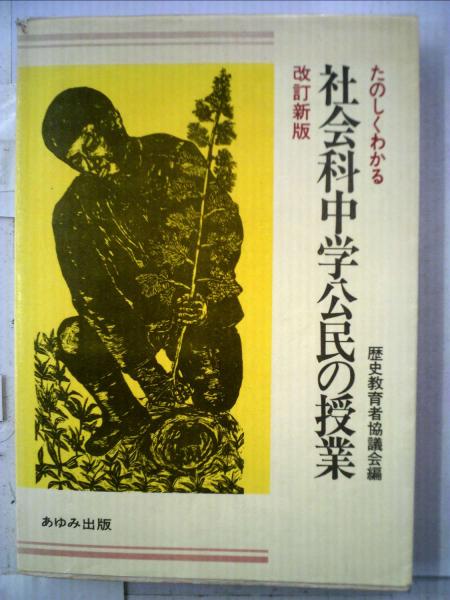 たのしくわかる
社会科中学公民の授業
改訂新版
歴史教育者協議会編
あゆみ出版